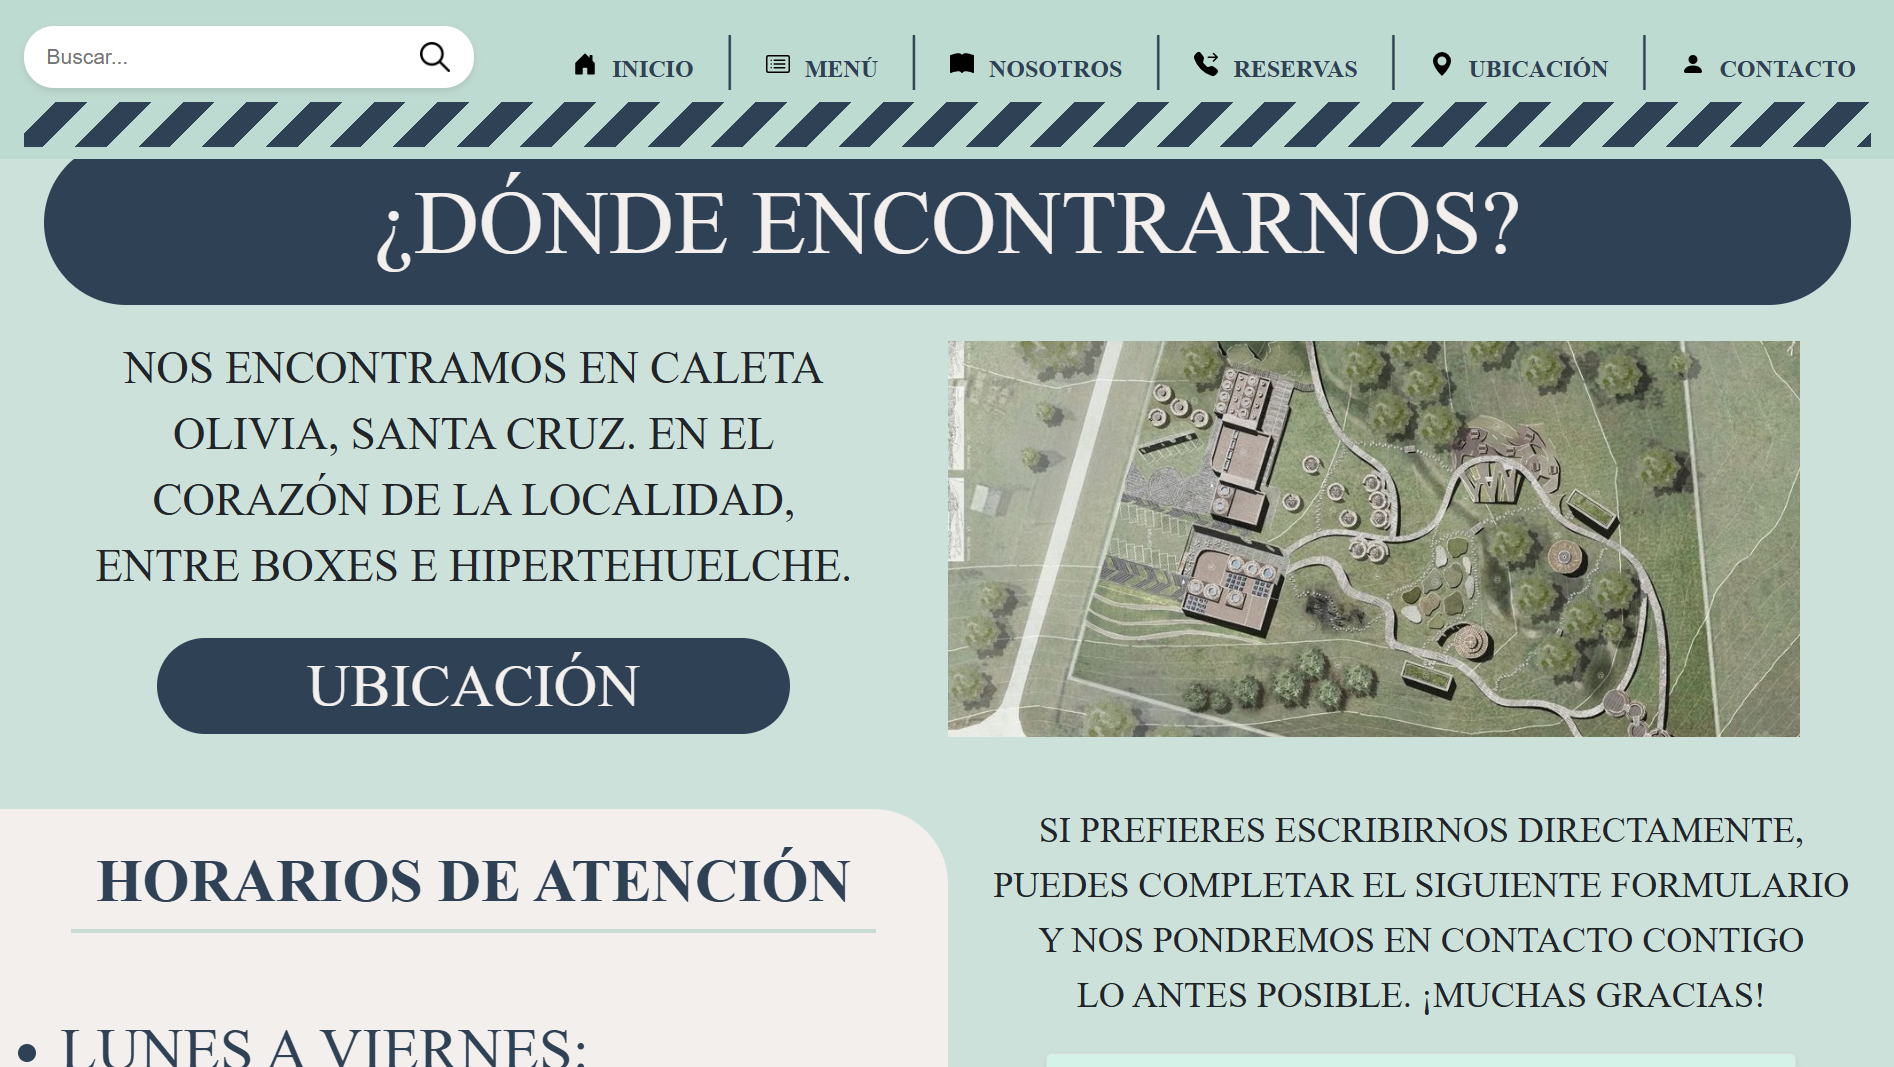 Buscar...
INICIO
MENÚ
NOSOTROS
RESERVAS
UBICACIÓN
CONTACTO
¿DÓNDE ENCONTRARNOS?
NOS ENCONTRAMOS EN CALETA
OLIVIA, SANTA CRUZ. EN EL
CORAZÓN DE LA LOCALIDAD,
ENTRE BOXES E HIPERTEHUELCHE.
UBICACIÓN
HORARIOS DE ATENCIÓN
LUNES A VIERNES:
SI PREFIERES ESCRIBIRNOS DIRECTAMENTE,
PUEDES COMPLETAR EL SIGUIENTE FORMULARIO
Y NOS PONDREMOS EN CONTACTO CONTIGO
LO ANTES POSIBLE. ¡MUCHAS GRACIAS!